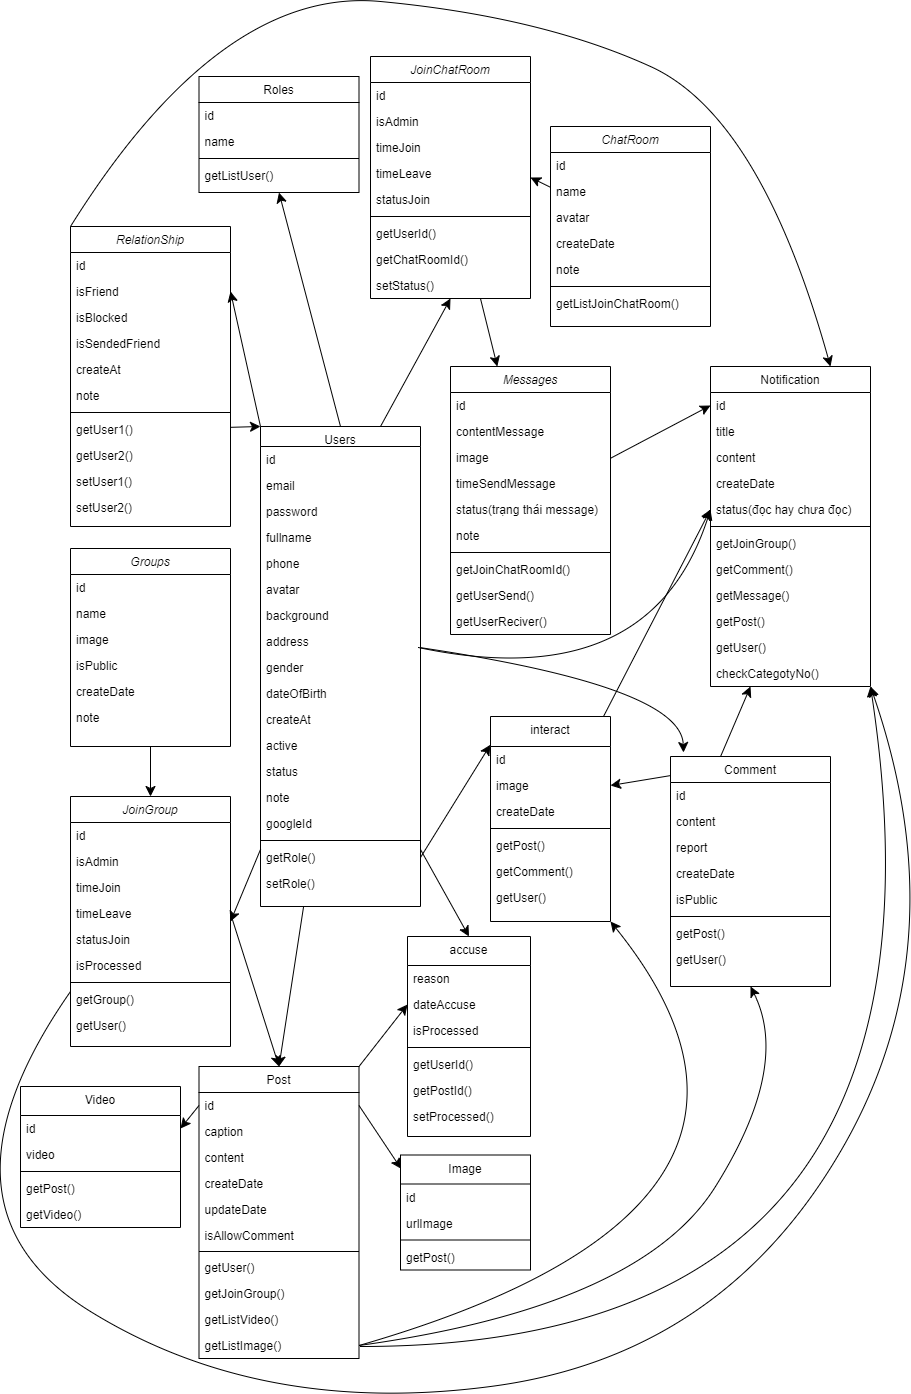 Roles
id
name
getListUser()
JoinChatRoom
id
isAdmin
timeJoin
timeLeave
statusJoin
getUserId()
getChatRoomId()
setStatus()
ChatRoom
id
name
avatar
createDate
note
getListJoinChatRoom()
RelationShip
id
isFriend
isBlocked
isSendedFriend
createAt
note
getUser1()
getUser2()
setUser1()
setUser2()
Users
id
email
password
fullname
phone
avatar
background
address
gender
dateOfBirth
createAt
active
status
note
googleId
getRole()
setRole()
Messages
id
contentMessage
image
timeSendMessage
status(trạng thái message)
note
getJoinChatRoomId()
getUserSend()
getUserReciver()
Notification
id
title
content
createDate
status(đọc hay chưa đọc)
getJoinGroup()
getComment()
getMessage()
getPost()
getUser()
checkCategotyNo()
Groups
id
name
image
isPublic
createDate
note
JoinGroup
id
isAdmin
timeJoin
timeLeave
statusJoin
isProcessed
getGroup()
getUser()
interact
id
image
createDate
getPost()
getComment()
getUser()
Comment
id
content
report
createDate
isPublic
getPost()
getUser()
accuse
reason
dateAccuse
isProcessed
getUserId()
getPostId()
setProcessed()
Video
id
video
getPost()
getVideo()
Post
id
caption
content
createDate
updateDate
isAllowComment
getUser()
getJoinGroup()
getListVideo()
getListImage()
Image
id
urlImage
getPost()